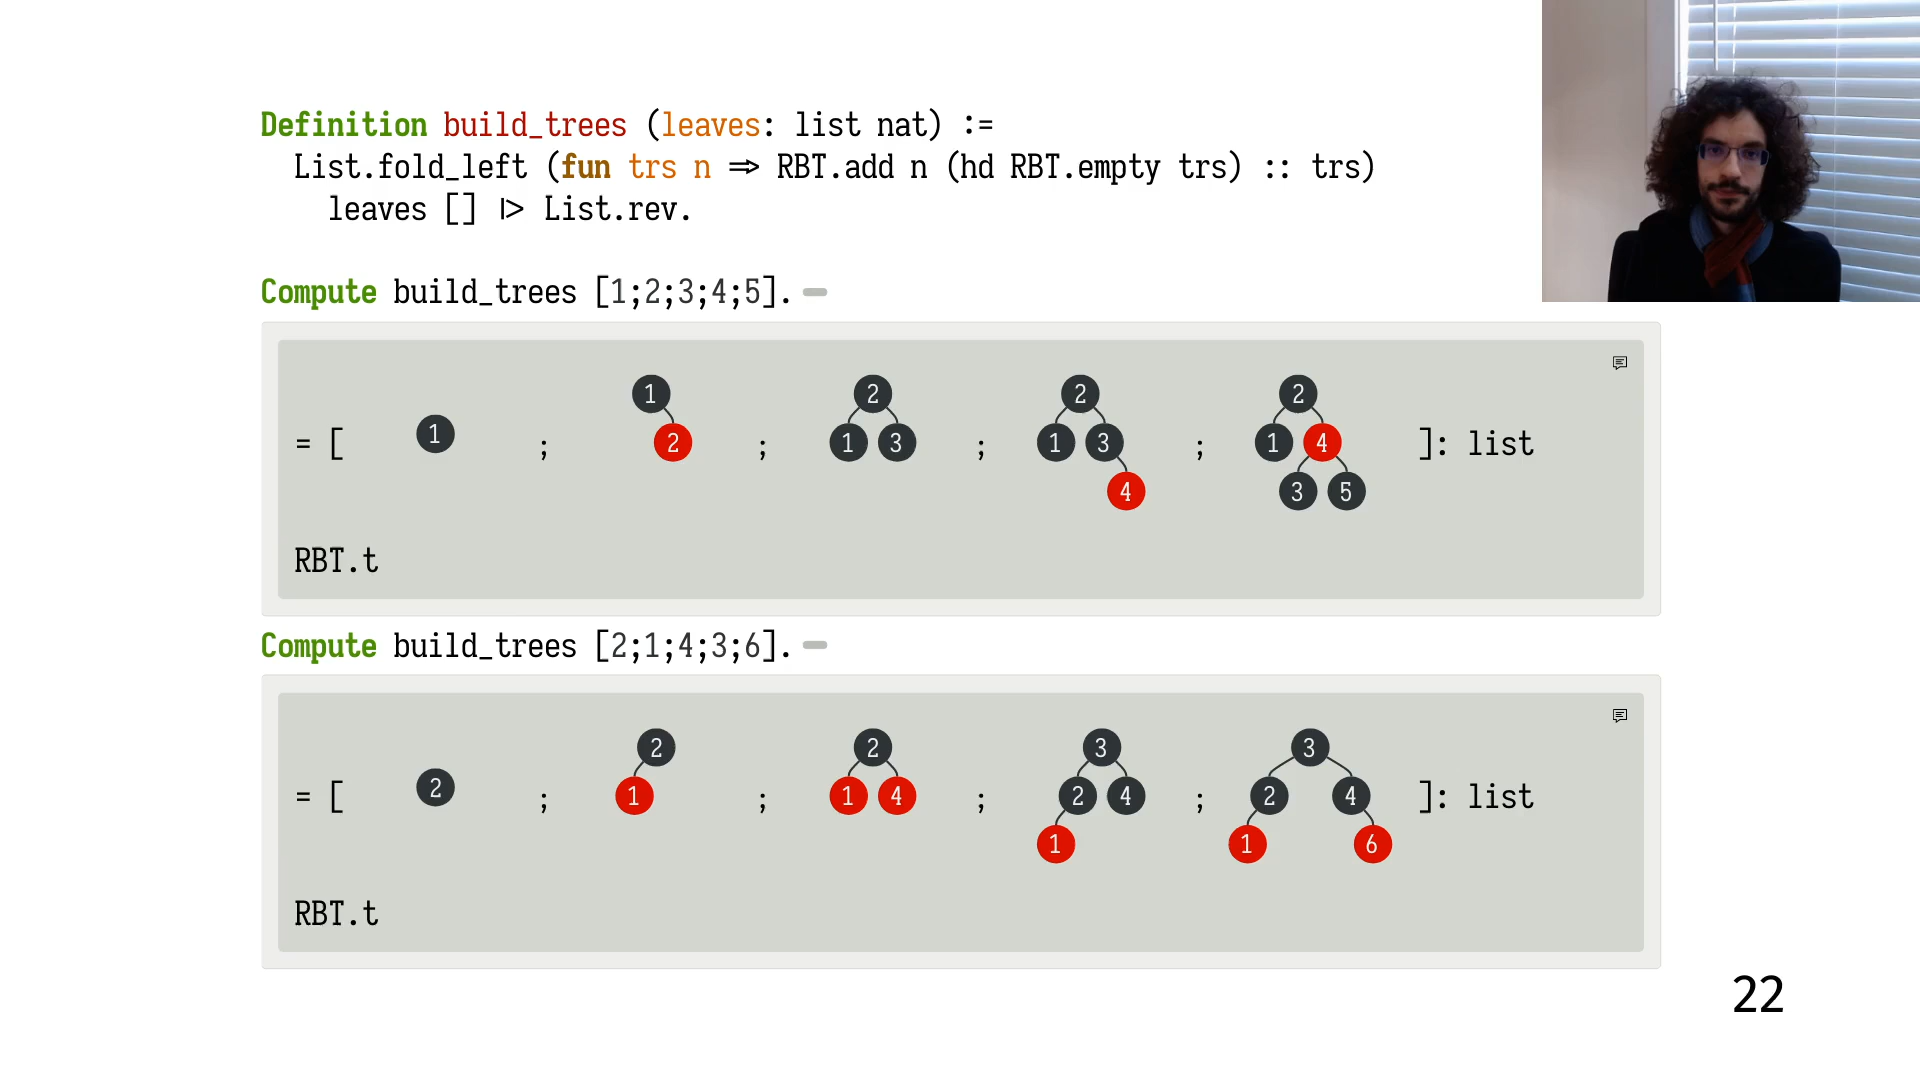 Definition build_trees (leaves: list nat) :=
List.fold_left (fun trs n ⇒ RBT.add n (hd RBT.empty trs) :: trs)
leaves [] |> List.rev.
Compute build_trees [1;2;3;4;5].
1 2 2 2
= [ 1 ; 2 ; 1 3 ; 1 3 ; 1 4 ]: list
4 3 5
RBT.t
Compute build_trees [2;1;4;3;6].
2 2 3 3
= [ 2 ; 1 ; 1 4 ; 2 4 ; 2 4 ]: list
1 1 6
RBT.t
22